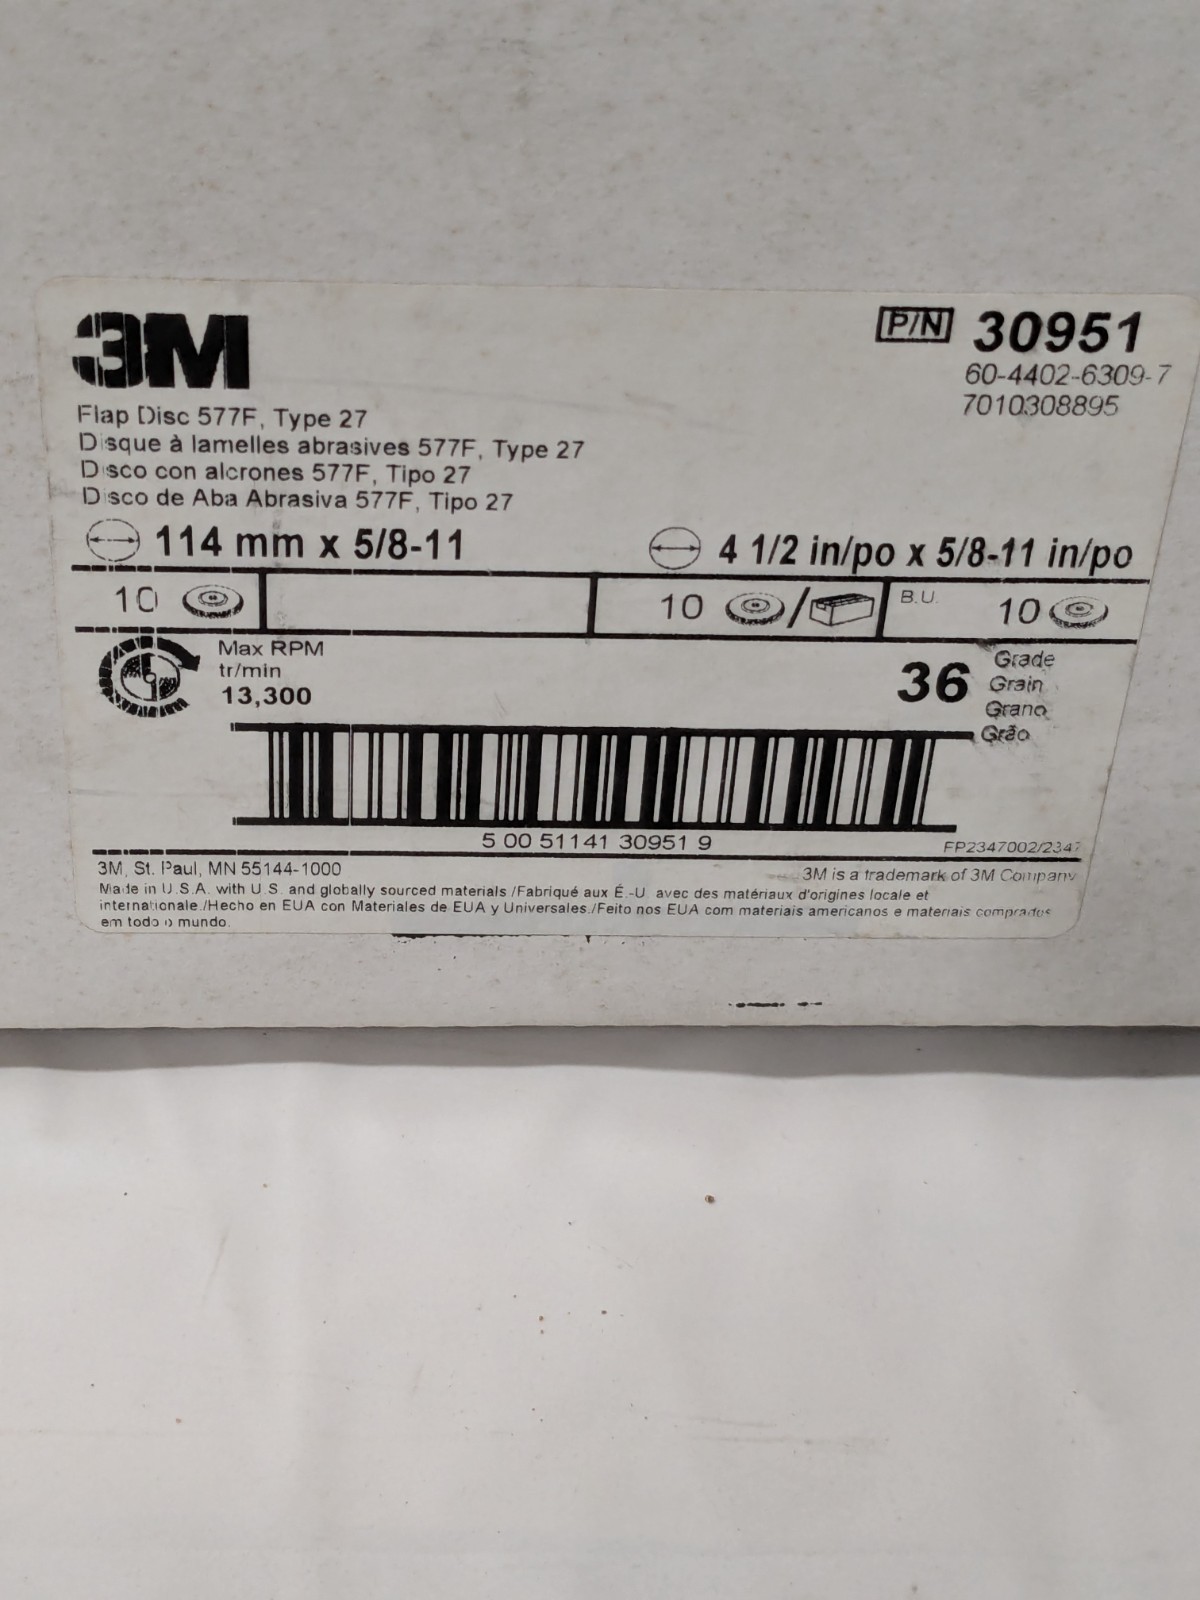 3M
P/N 30951
60-4402-6309-7
7010308895
Flap Disc 577F, Type 27
Disque à lamelles abrasives 577F, Type 27
Disco con alcrones 577F, Tipo 27
Disco de Aba Abrasiva 577F, Tipo 27
114 mm x 5/8-11
4 1/2 in/po x 5/8-11 in/po
10
10 /
B.U. 10
Max RPM
tr/min
13,300
36
Grade
Grain
Grano
Grão
5 00 51141 30951 9
FP2347002/2347
3M, St. Paul, MN 55144-1000
3M is a trademark of 3M Company
Made in U.S.A. with U.S. and globally sourced materials./Fabriqué aux É.-U. avec des matériaux d'origines locale et
internationale./Hecho en EUA con Materiales de EUA y Universales./Feito nos EUA com materiais americanos e materiais comprados
em todo o mundo.